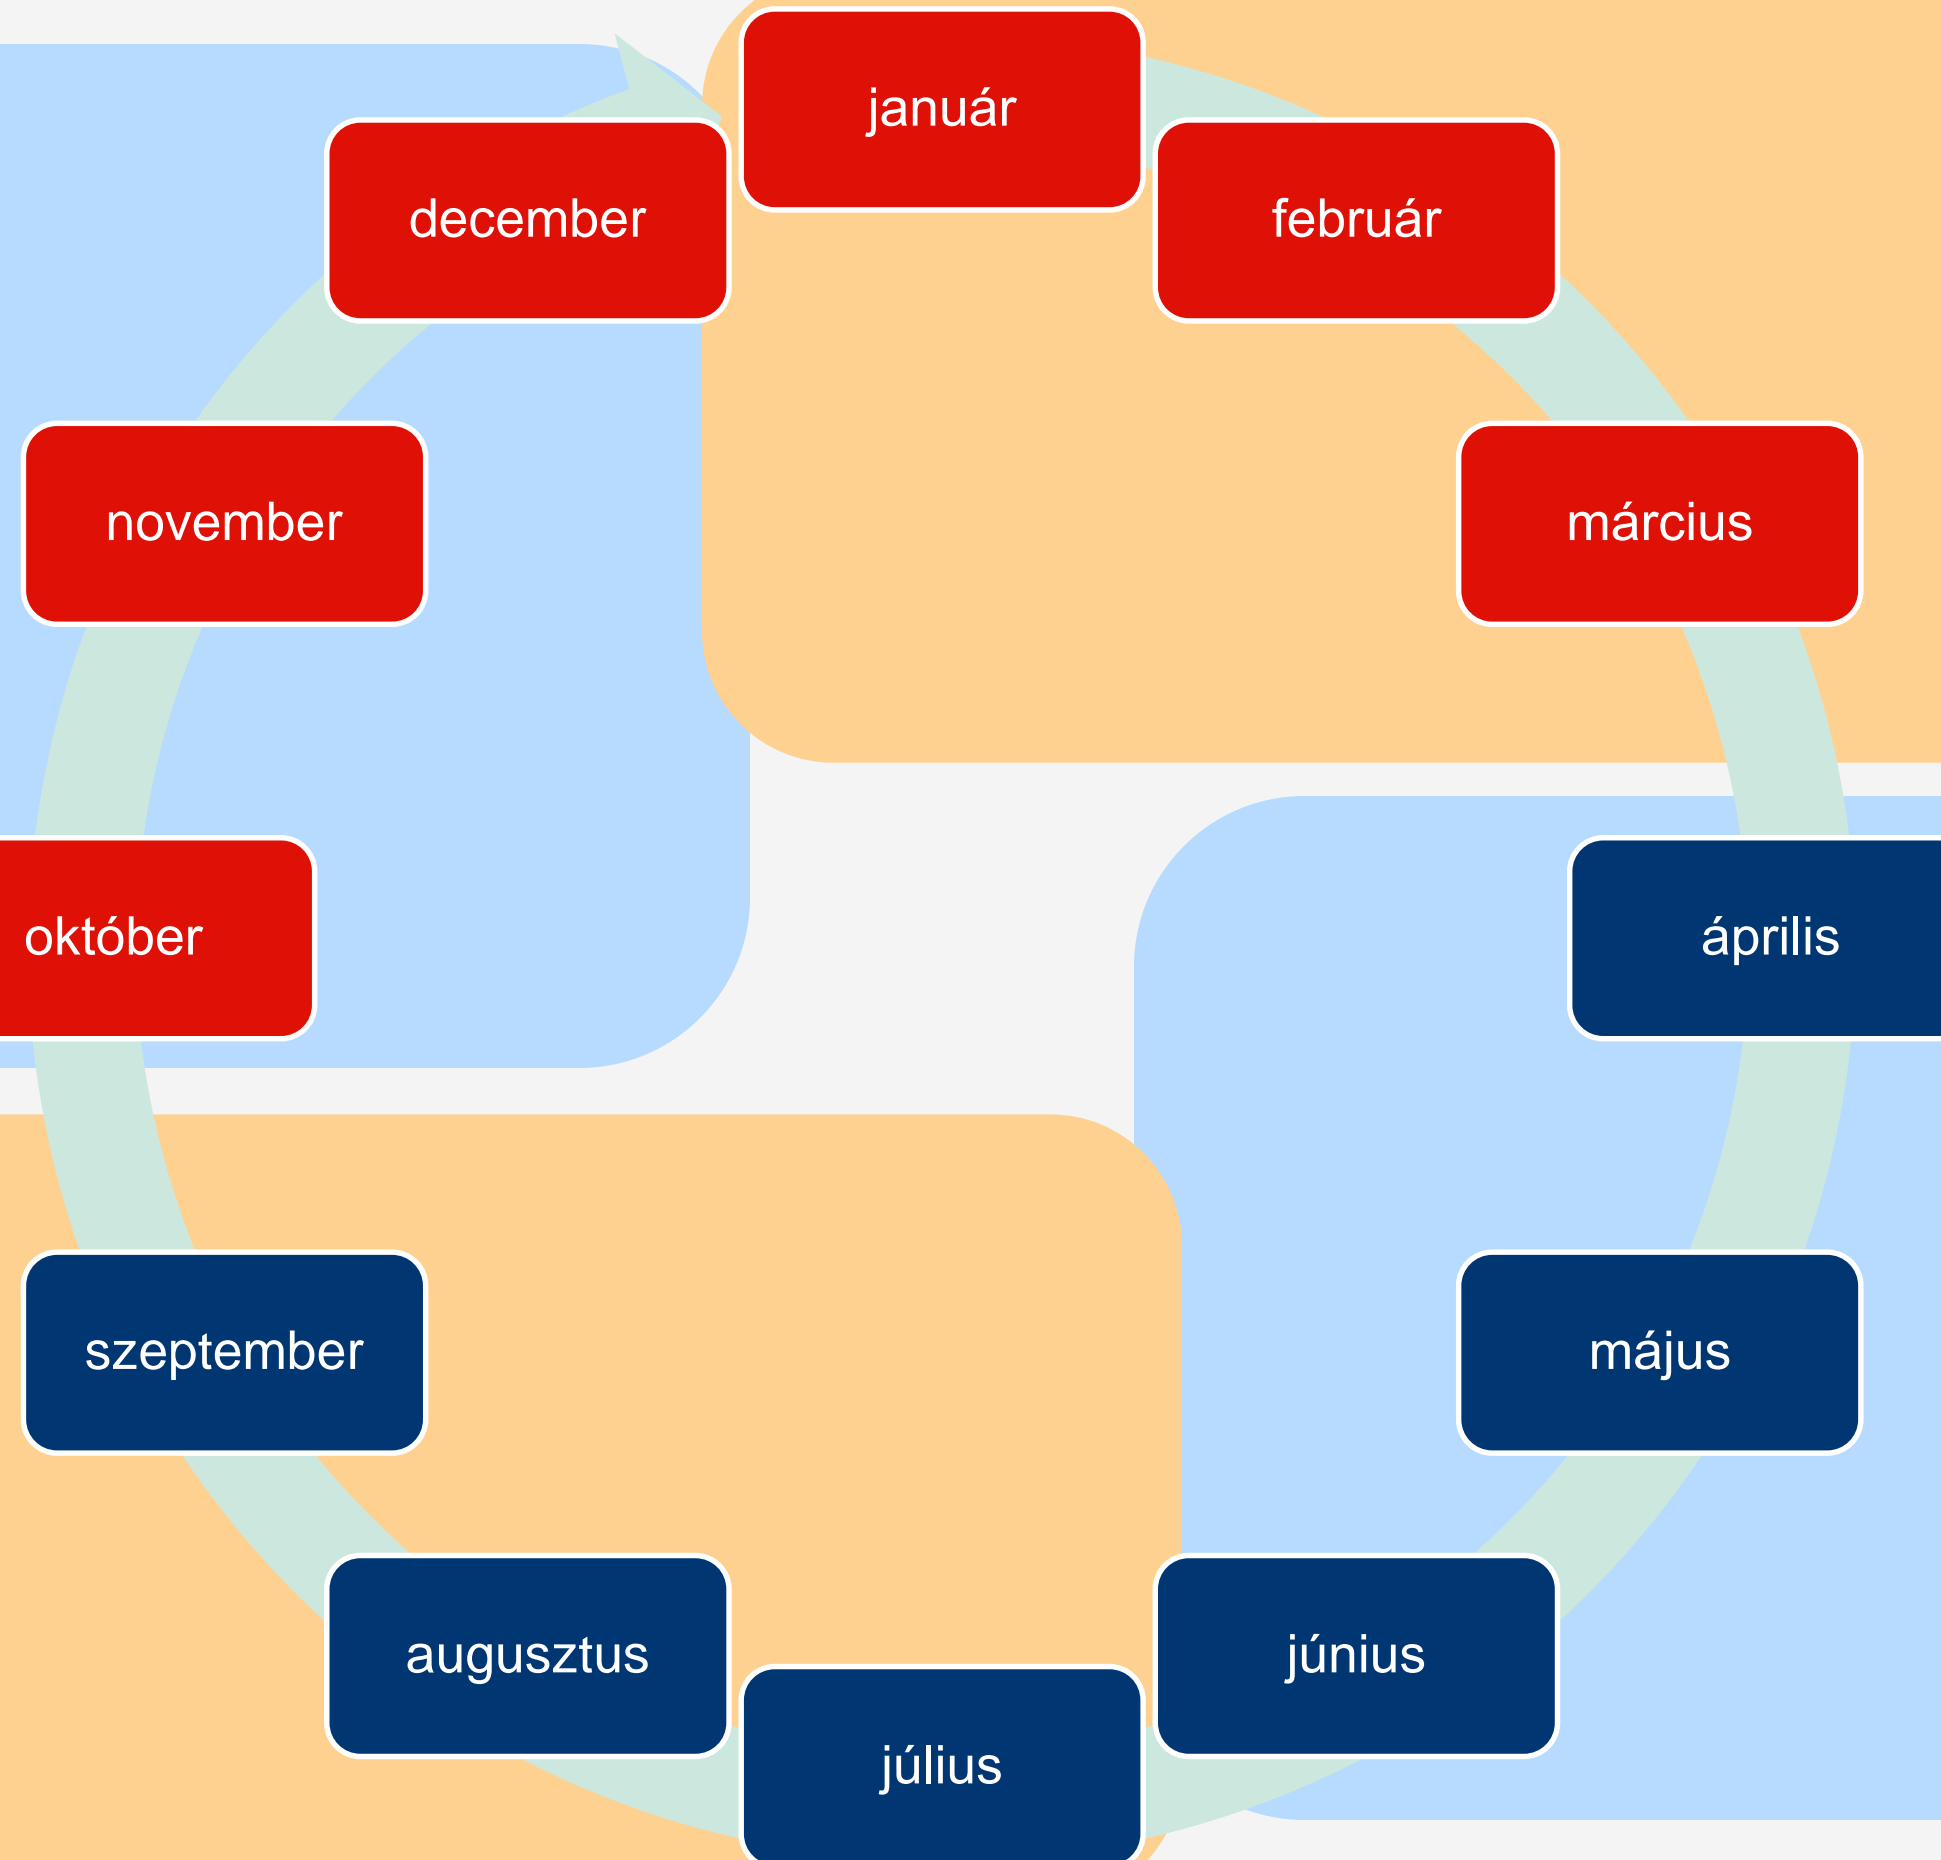 január
február
március
április
május
június
július
augusztus
szeptember
október
november
december